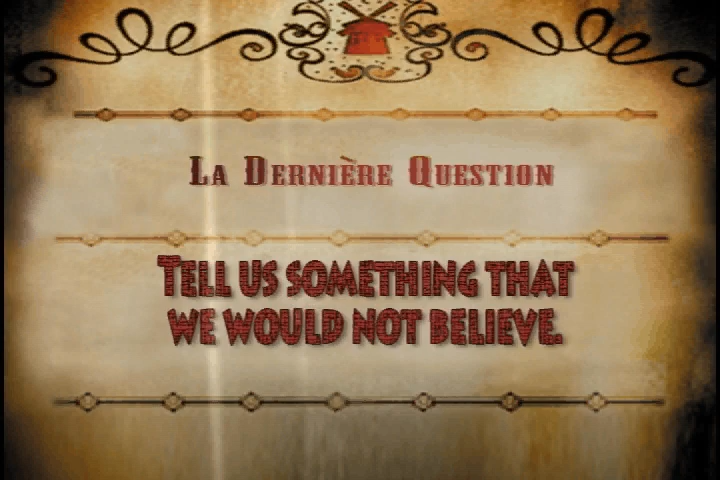 La Dernière Question
Tell us something that
we would not believe.